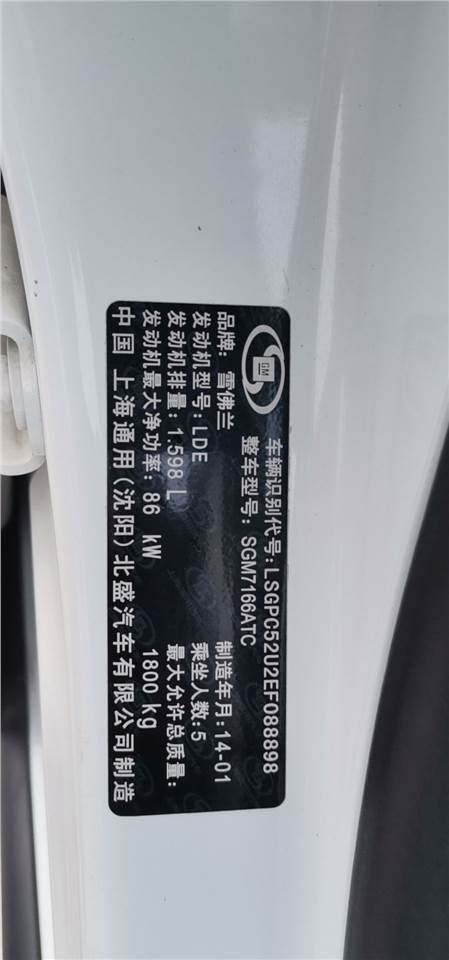 GM
车辆识别代号:LSGPC52U2EF088898
整车型号:SGM7166ATC
品牌: 雪佛兰 制造年月:14-01
发动机型号:LDE 乘坐人数:5
发动机排量:1.598 L 最大允许总质量:
发动机最大净功率:86 kW 1800 kg
中国 上海通用(沈阳)北盛汽车有限公司制造